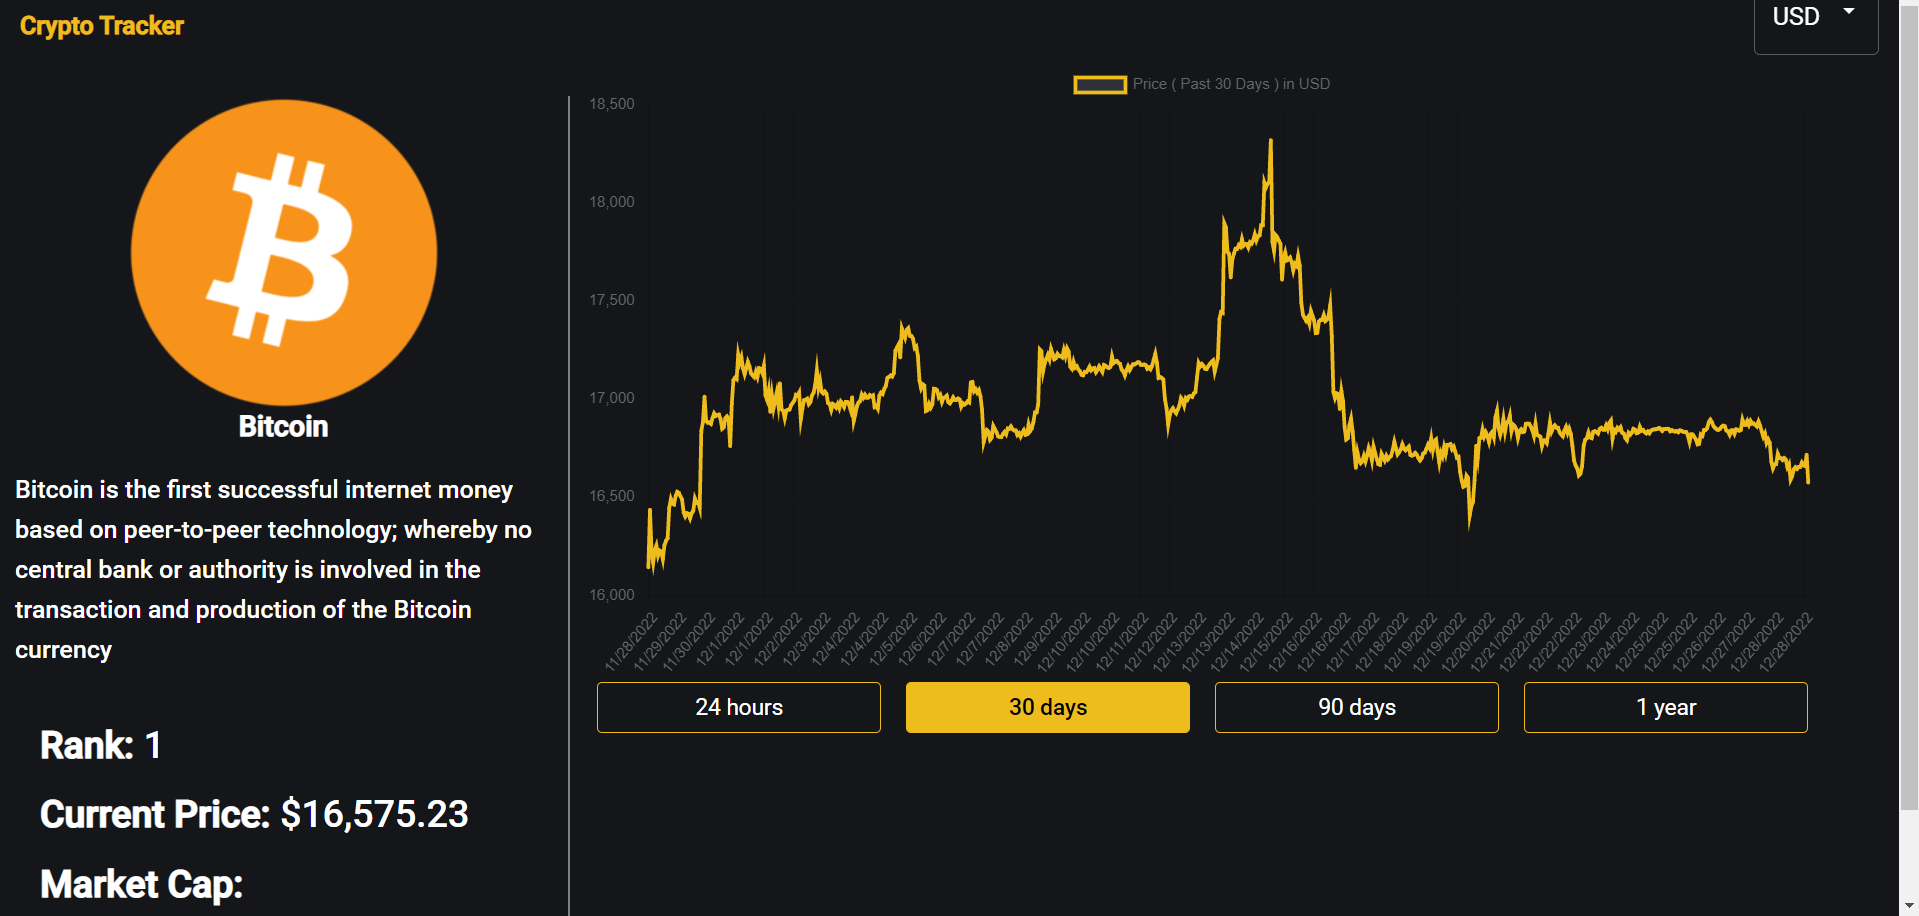 Crypto Tracker
USD
Bitcoin
Bitcoin is the first successful internet money
based on peer-to-peer technology; whereby no
central bank or authority is involved in the
transaction and production of the Bitcoin
currency
Rank: 1
Current Price: $16,575.23
Market Cap:
Price ( Past 30 Days ) in USD
18,500
18,000
17,500
17,000
16,500
16,000
11/28/2022
11/29/2022
11/30/2022
12/1/2022
12/1/2022
12/2/2022
12/3/2022
12/4/2022
12/4/2022
12/5/2022
12/6/2022
12/7/2022
12/7/2022
12/8/2022
12/9/2022
12/10/2022
12/10/2022
12/11/2022
12/12/2022
12/13/2022
12/13/2022
12/14/2022
12/15/2022
12/16/2022
12/16/2022
12/17/2022
12/18/2022
12/19/2022
12/19/2022
12/20/2022
12/21/2022
12/22/2022
12/22/2022
12/23/2022
12/24/2022
12/25/2022
12/25/2022
12/26/2022
12/27/2022
12/28/2022
12/28/2022
24 hours
30 days
90 days
1 year